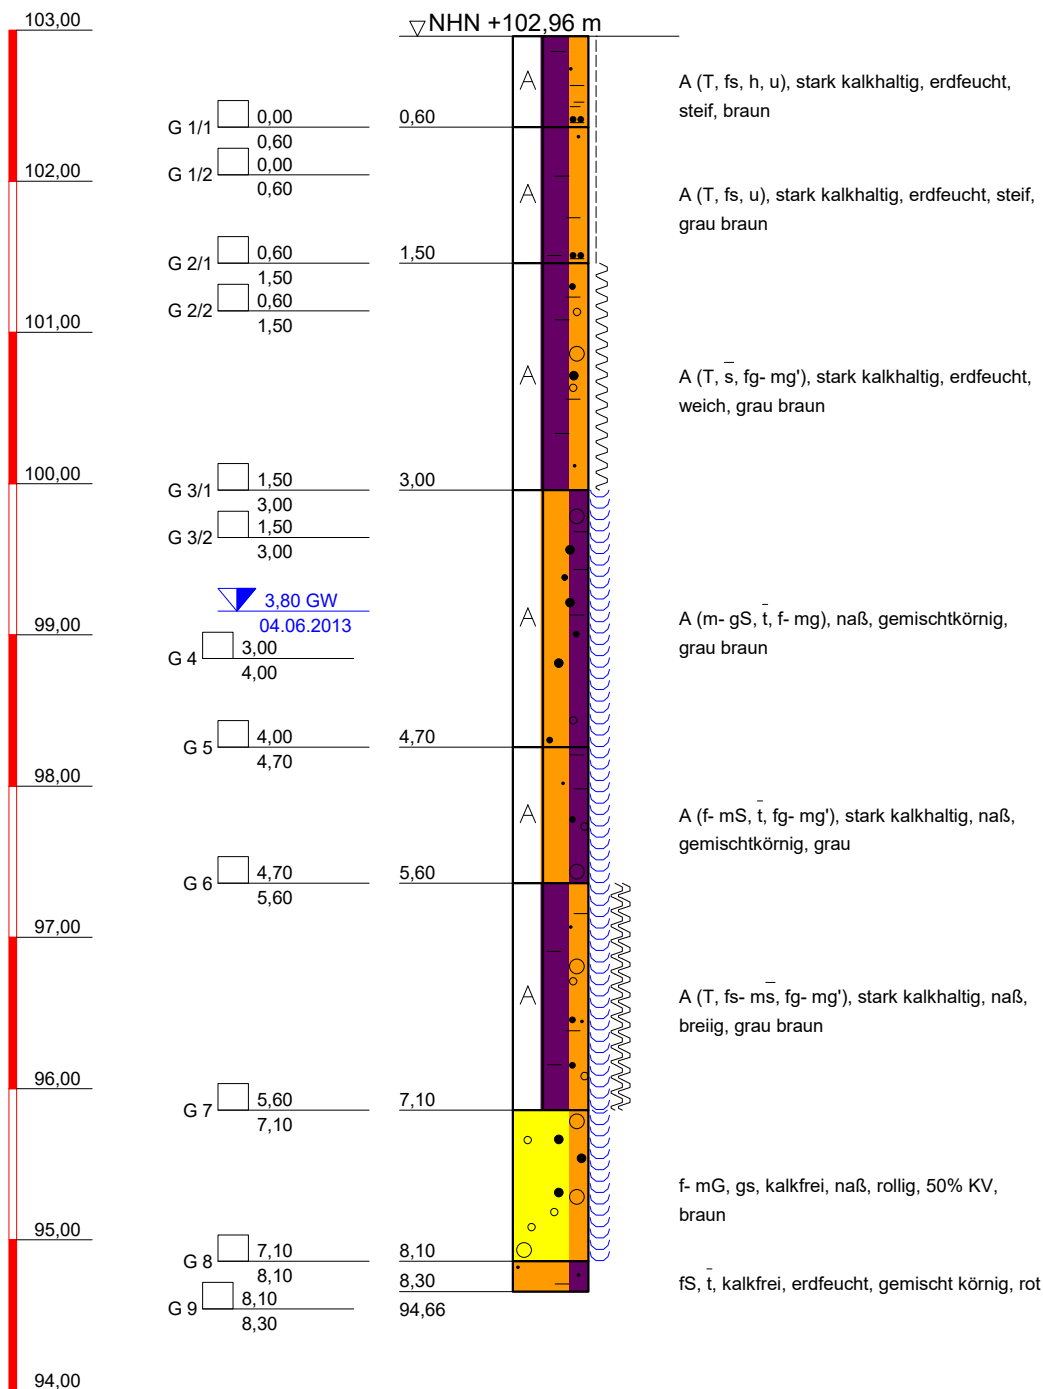 103,00
NHN +102,96 m
A (T, fs, h, u), stark kalkhaltig, erdfeucht,
steif, braun
G 1/1 0,00 0,60
0,60
G 1/2 0,00
0,60
102,00
A (T, fs, u), stark kalkhaltig, erdfeucht, steif,
grau braun
G 2/1 0,60 1,50
1,50
G 2/2 0,60
1,50
101,00
A (T, s̅, fg- mg'), stark kalkhaltig, erdfeucht,
weich, grau braun
100,00
G 3/1 1,50 3,00
3,00
G 3/2 1,50
3,00
3,80 GW
04.06.2013
99,00
A (m- gS, t̅, f- mg), naß, gemischtkörnig,
grau braun
G 4 3,00
4,00
G 5 4,00 4,70
4,70
98,00
A (f- mS, t̅, fg- mg'), stark kalkhaltig, naß,
gemischtkörnig, grau
G 6 4,70 5,60
5,60
97,00
A (T, fs- ms̅, fg- mg'), stark kalkhaltig, naß,
breiig, grau braun
96,00
G 7 5,60 7,10
7,10
f- mG, gs, kalkfrei, naß, rollig, 50% KV,
braun
95,00
G 8 7,10 8,10
8,10
fS, t̅, kalkfrei, erdfeucht, gemischt körnig, rot
G 9 8,10 8,30
8,30 94,66
94,00
A
A
A
A
A
A